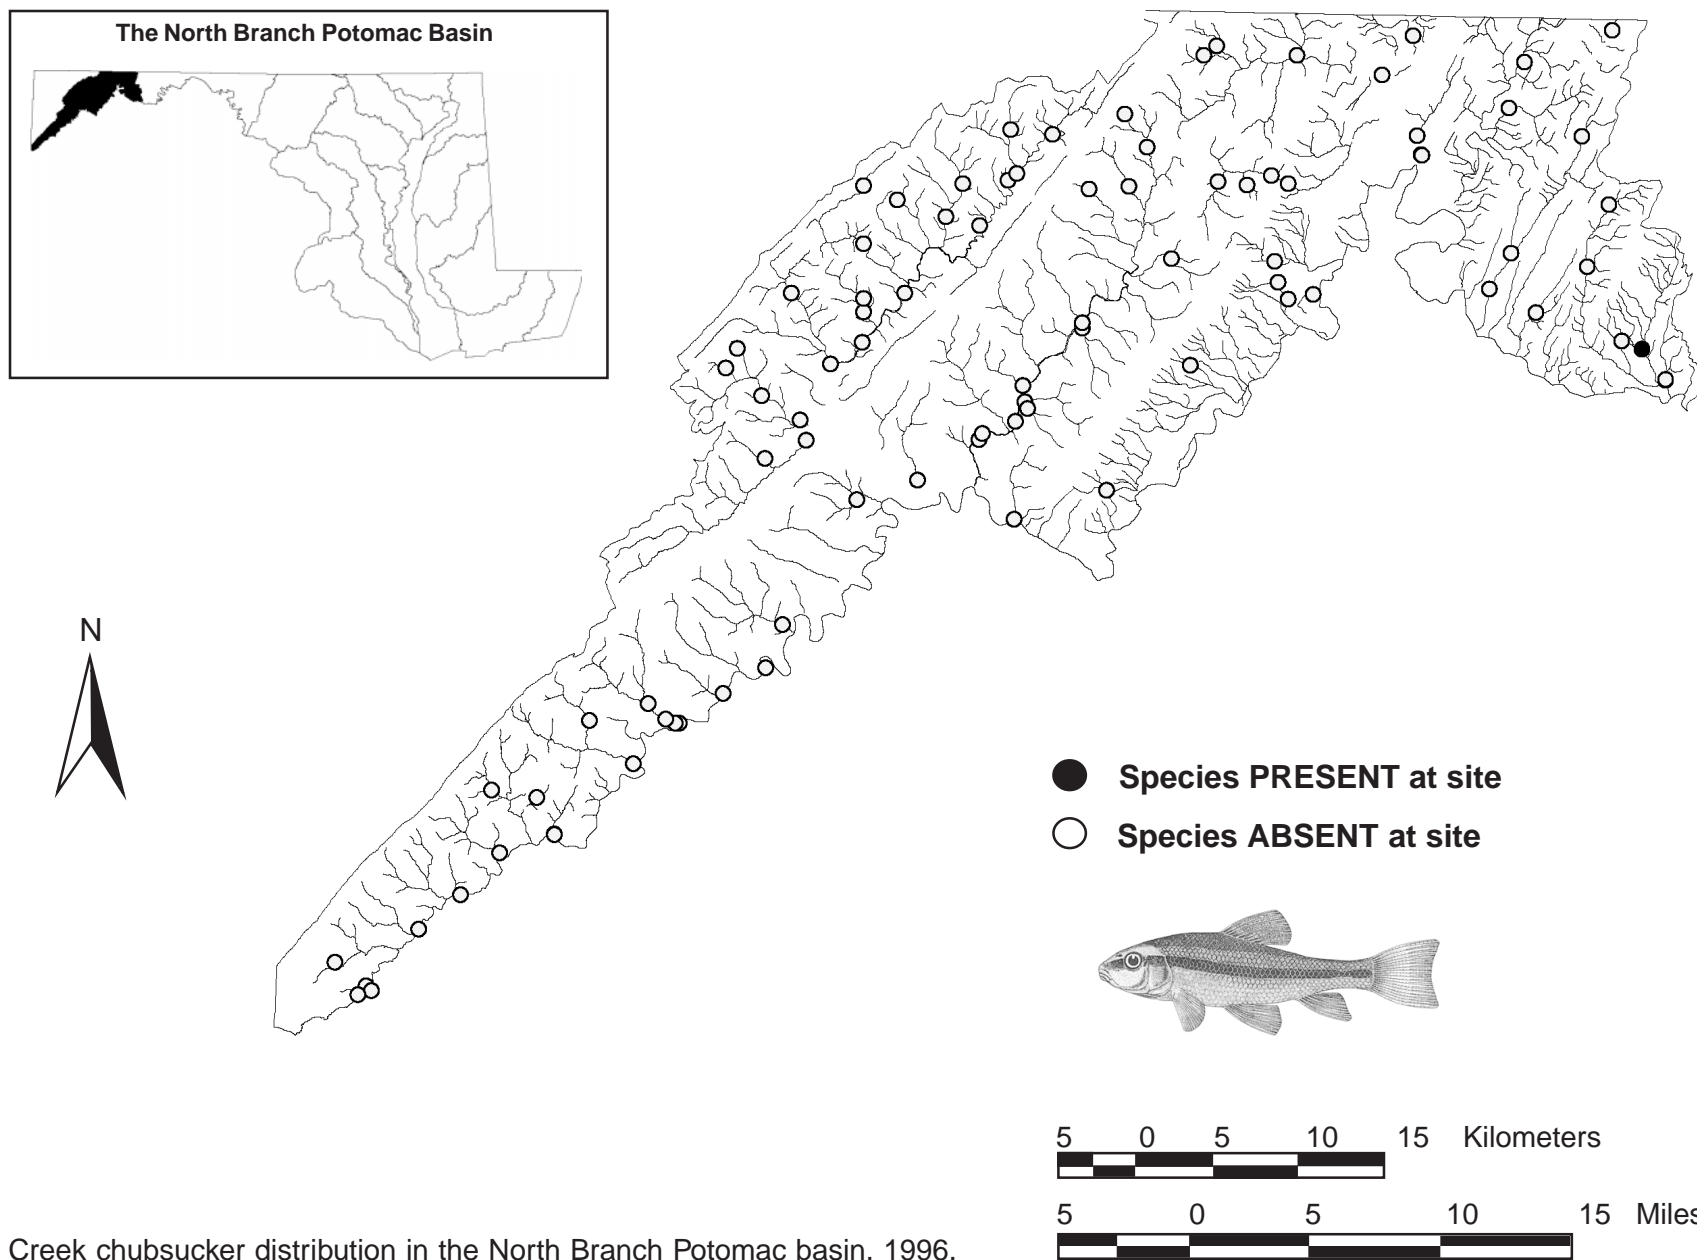 The North Branch Potomac Basin
N
Species PRESENT at site
Species ABSENT at site
5 0 5 10 15 Kilometers
5 0 5 10 15 Miles
Creek chubsucker distribution in the North Branch Potomac basin, 1996.